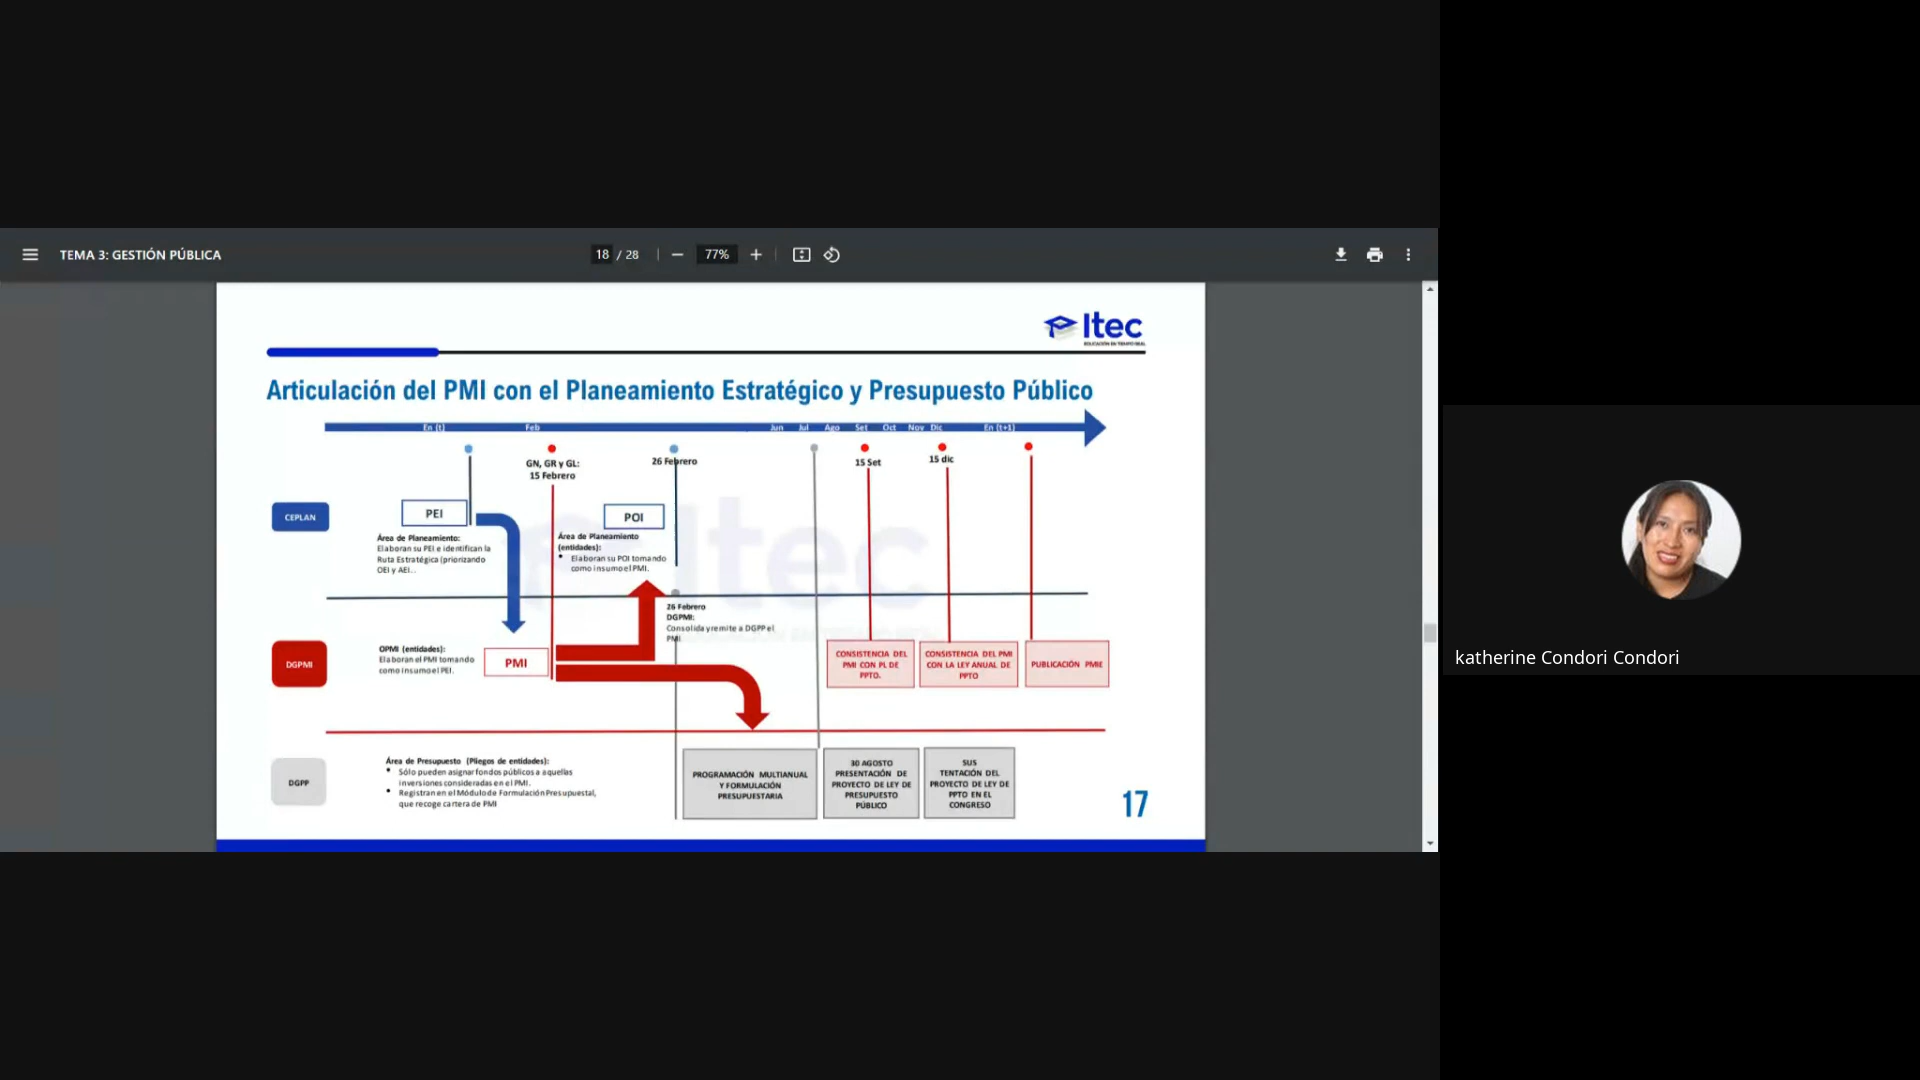 TEMA 3: GESTIÓN PÚBLICA
18 / 28
77%
Itec
EDUCACIÓN EN TIEMPO REAL
Articulación del PMI con el Planeamiento Estratégico y Presupuesto Público
En (t) Feb Jun Jul Ago Set Oct Nov Dic En (t+1)
GN, GR y GL:
15 Febrero
26 Febrero
15 Set
15 dic
CEPLAN
PEI
Área de Planeamiento:
Elaboran su PEI e identifican la
Ruta Estratégica (priorizando
OEI y AEI..
POI
Área de Planeamiento
(entidades):
• Elaboran su POI tomando
como insumo el PMI.
26 Febrero
DGPMI:
Consolida y remite a DGPP el
PMI.
DGPMI
OPMI (entidades):
Elaboran el PMI tomando
como insumo el PEI.
PMI
CONSISTENCIA DEL
PMI CON PL DE
PPTO.
CONSISTENCIA DEL PMI
CON LA LEY ANUAL DE
PPTO
PUBLICACIÓN PMIE
DGPP
Área de Presupuesto (Pliegos de entidades):
• Sólo pueden asignar fondos públicos a aquellas
inversiones consideradas en el PMI.
• Registran en el Módulo de Formulación Presupuestal,
que recoge cartera de PMI
PROGRAMACIÓN MULTIANUAL
Y FORMULACIÓN
PRESUPUESTARIA
30 AGOSTO
PRESENTACIÓN DE
PROYECTO DE LEY DE
PRESUPUESTO
PÚBLICO
SUS
TENTACIÓN DEL
PROYECTO DE LEY DE
PPTO EN EL
CONGRESO
17
katherine Condori Condori